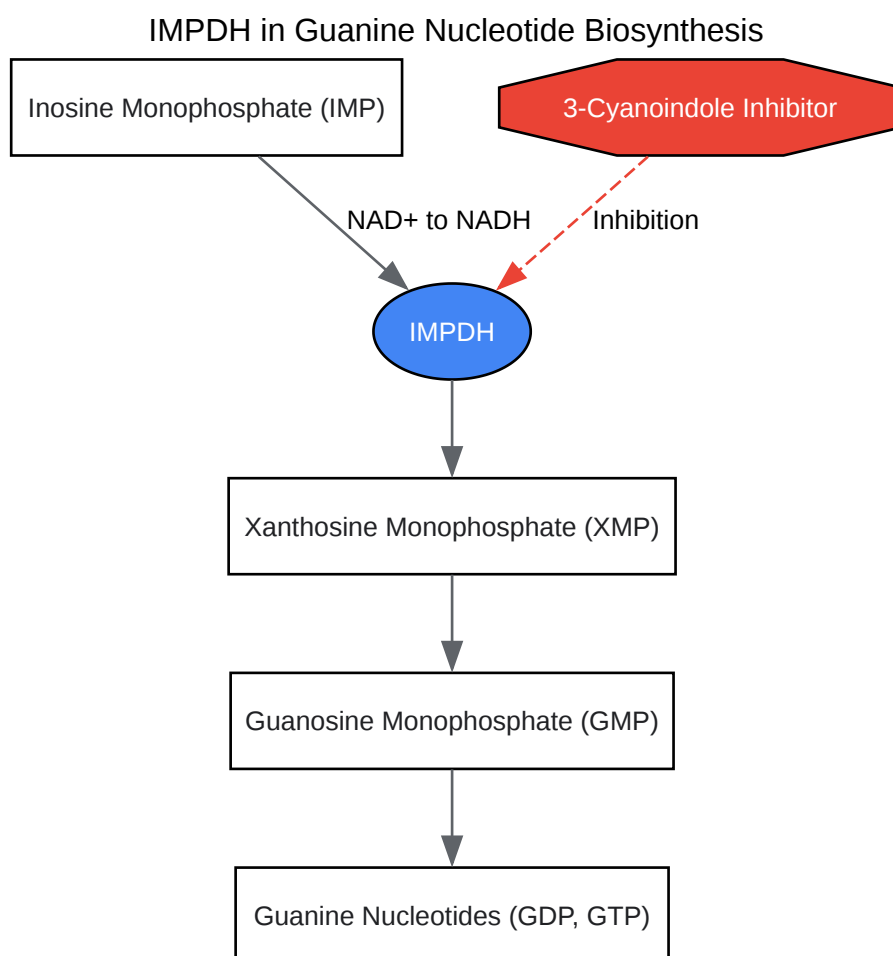 IMPDH in Guanine Nucleotide Biosynthesis
Inosine Monophosphate (IMP)
3-Cyanoindole Inhibitor
NAD+ to NADH
Inhibition
IMPDH
Xanthosine Monophosphate (XMP)
Guanosine Monophosphate (GMP)
Guanine Nucleotides (GDP, GTP)